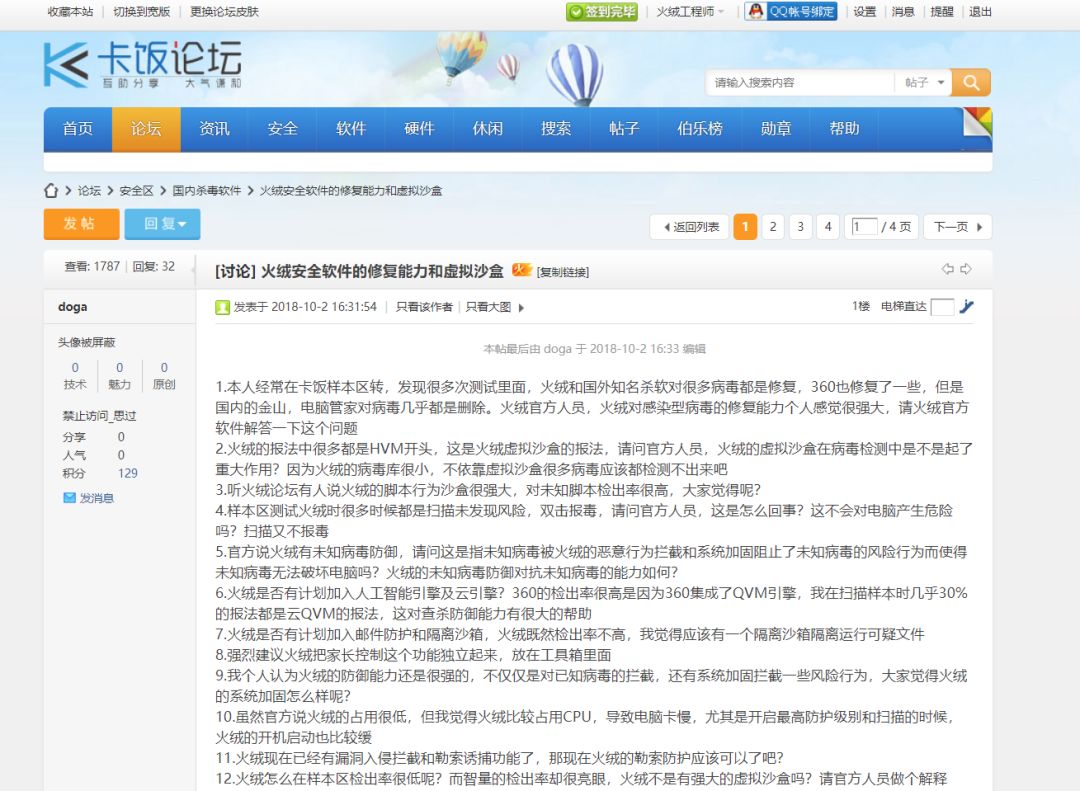 收藏本站 切换到宽版 更换论坛皮肤 签到完毕 火绒工程师 QQ帐号绑定 设置 消息 提醒 退出
卡饭论坛
互助分享 大气谦和
请输入搜索内容 帖子
首页 论坛 资讯 安全 软件 硬件 休闲 搜索 帖子 伯乐榜 勋章 帮助
论坛 安全区 国内杀毒软件 火绒安全软件的修复能力和虚拟沙盒
发帖 回复 返回列表 1 2 3 4 1 / 4 页 下一页
查看: 1787 回复: 32 [讨论] 火绒安全软件的修复能力和虚拟沙盒 火 [复制链接]
doga 发表于 2018-10-2 16:31:54 只看该作者 只看大图 1楼 电梯直达
头像被屏蔽
0 0 0
技术 魅力 原创
禁止访问_思过
分享 0
人气 0
积分 129
发消息
本帖最后由 doga 于 2018-10-2 16:33 编辑
1.本人经常在卡饭样本区转，发现很多次测试里面，火绒和国外知名杀软对很多病毒都是修复，360也修复了一些，但是
国内的金山，电脑管家对病毒几乎都是删除。火绒官方人员，火绒对感染型病毒的修复能力个人感觉很强大，请火绒官方
软件解答一下这个问题
2.火绒的报法中很多都是HVM开头，这是火绒虚拟沙盒的报法，请问官方人员，火绒的虚拟沙盒在病毒检测中是不是起了
重大作用？因为火绒的病毒库很小，不依靠虚拟沙盒很多病毒应该都检测不出来吧
3.听火绒论坛有人说火绒的脚本行为沙盒很强大，对未知脚本检出率很高，大家觉得呢？
4.样本区测试火绒时很多时候都是扫描未发现风险，双击报毒，请问官方人员，这是怎么回事？这不会对电脑产生危险
吗？扫描又不报毒
5.官方说火绒有未知病毒防御，请问这是指未知病毒被火绒的恶意行为拦截和系统加固阻止了未知病毒的风险行为而使得
未知病毒无法破坏电脑吗？火绒的未知病毒防御对抗未知病毒的能力如何？
6.火绒是否有计划加入人工智能引擎及云引擎？360的检出率很高是因为360集成了QVM引擎，我在扫描样本时几乎30%
的报法都是云QVM的报法，这对查杀防御能力有很大的帮助
7.火绒是否有计划加入邮件防护和隔离沙箱，火绒既然检出率不高，我觉得应该有一个隔离沙箱隔离运行可疑文件
8.强烈建议火绒把家长控制这个功能独立起来，放在工具箱里面
9.我个人认为火绒的防御能力还是很强的，不仅仅是对已知病毒的拦截，还有系统加固拦截一些风险行为，大家觉得火绒
的系统加固怎么样呢？
10.虽然官方说火绒的占用很低，但我觉得火绒比较占用CPU，导致电脑卡慢，尤其是开启最高防护级别和扫描的时候，
火绒的开机启动也比较缓
11.火绒现在已经有漏洞入侵拦截和勒索诱捕功能了，那现在火绒的勒索防护应该可以了吧？
12.火绒怎么在样本区检出率很低呢？而智量的检出率却很亮眼，火绒不是有强大的虚拟沙盒吗？请官方人员做个解释